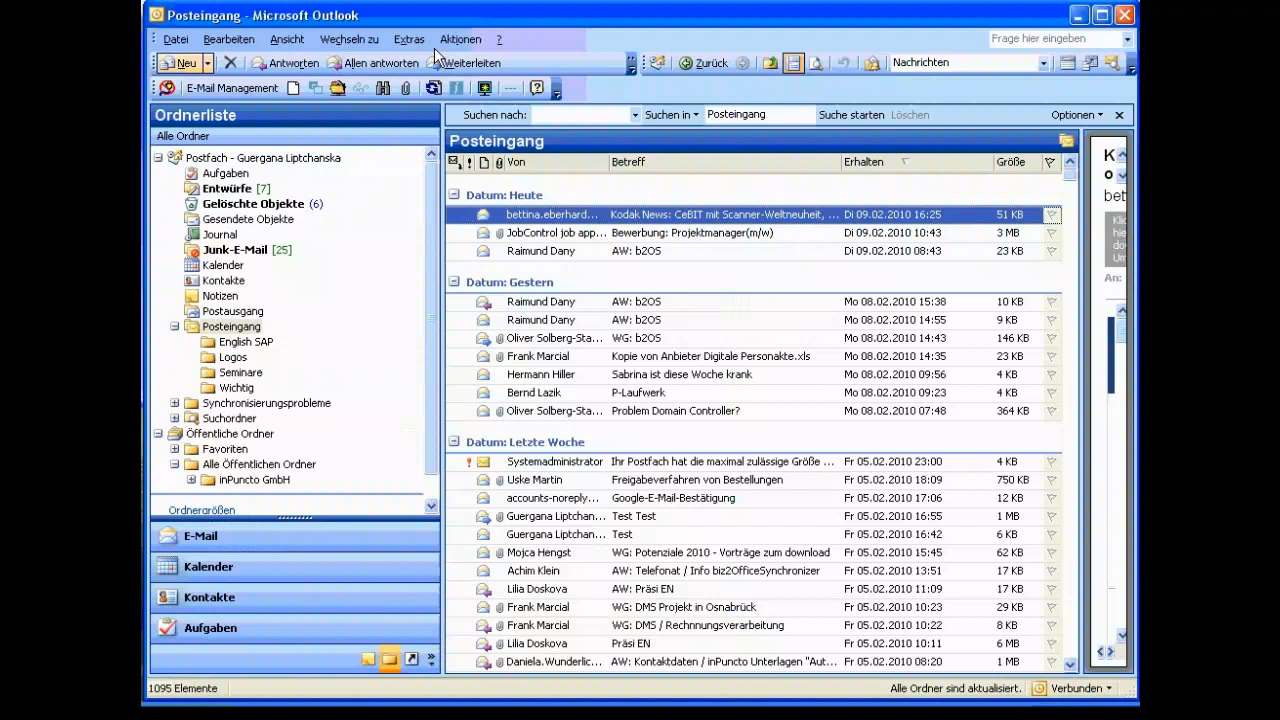 Posteingang - Microsoft Outlook
Datei Bearbeiten Ansicht Wechseln zu Extras Aktionen ? Frage hier eingeben
Neu Antworten Allen antworten Weiterleiten Zurück Nachrichten
E-Mail Management
Ordnerliste
Alle Ordner
Postfach - Guergana Liptchanska
Aufgaben
Entwürfe [7]
Gelöschte Objekte (6)
Gesendete Objekte
Journal
Junk-E-Mail [25]
Kalender
Kontakte
Notizen
Postausgang
Posteingang
English SAP
Logos
Seminare
Wichtig
Synchronisierungsprobleme
Suchordner
Öffentliche Ordner
Favoriten
Alle Öffentlichen Ordner
inPuncto GmbH
Ordnergrößen
E-Mail
Kalender
Kontakte
Aufgaben
Suchen nach: Suchen in Posteingang Suche starten Löschen Optionen
Posteingang
Von Betreff Erhalten Größe
Datum: Heute
bettina.eberhard... Kodak News: CeBIT mit Scanner-Weltneuheit, ... Di 09.02.2010 16:25 51 KB
JobControl job app... Bewerbung: Projektmanager(m/w) Di 09.02.2010 10:43 3 MB
Raimund Dany AW: b2OS Di 09.02.2010 08:43 23 KB
Datum: Gestern
Raimund Dany AW: b2OS Mo 08.02.2010 15:38 10 KB
Raimund Dany AW: b2OS Mo 08.02.2010 14:55 9 KB
Oliver Solberg-Sta... WG: b2OS Mo 08.02.2010 14:43 146 KB
Frank Marcial Kopie von Anbieter Digitale Personakte.xls Mo 08.02.2010 14:35 23 KB
Hermann Hiller Sabrina ist diese Woche krank Mo 08.02.2010 09:56 4 KB
Bernd Lazik P-Laufwerk Mo 08.02.2010 09:23 4 KB
Oliver Solberg-Sta... Problem Domain Controller? Mo 08.02.2010 07:48 364 KB
Datum: Letzte Woche
Systemadministrator Ihr Postfach hat die maximal zulässige Größe ... Fr 05.02.2010 23:00 4 KB
Uske Martin Freigabeverfahren von Bestellungen Fr 05.02.2010 18:09 750 KB
accounts-noreply... Google-E-Mail-Bestätigung Fr 05.02.2010 17:06 12 KB
Guergana Liptchan... Test Test Fr 05.02.2010 16:55 1 MB
Guergana Liptchan... Test Fr 05.02.2010 16:42 6 KB
Mojca Hengst WG: Potenziale 2010 - Vorträge zum download Fr 05.02.2010 15:45 62 KB
Achim Klein AW: Telefonat / Info biz2OfficeSynchronizer Fr 05.02.2010 13:51 17 KB
Lilia Doskova AW: Präsi EN Fr 05.02.2010 11:09 17 KB
Frank Marcial WG: DMS Projekt in Osnabrück Fr 05.02.2010 10:23 29 KB
Frank Marcial WG: DMS / Rechnnungsverarbeitung Fr 05.02.2010 10:22 8 KB
Lilia Doskova Präsi EN Fr 05.02.2010 10:11 6 MB
Daniela.Wunderlic... AW: Kontaktdaten / inPuncto Unterlagen "Aut... Fr 05.02.2010 08:20 1 MB
K
o
bet
Kli
hie
do
Um
An:
1095 Elemente Alle Ordner sind aktualisiert. Verbunden